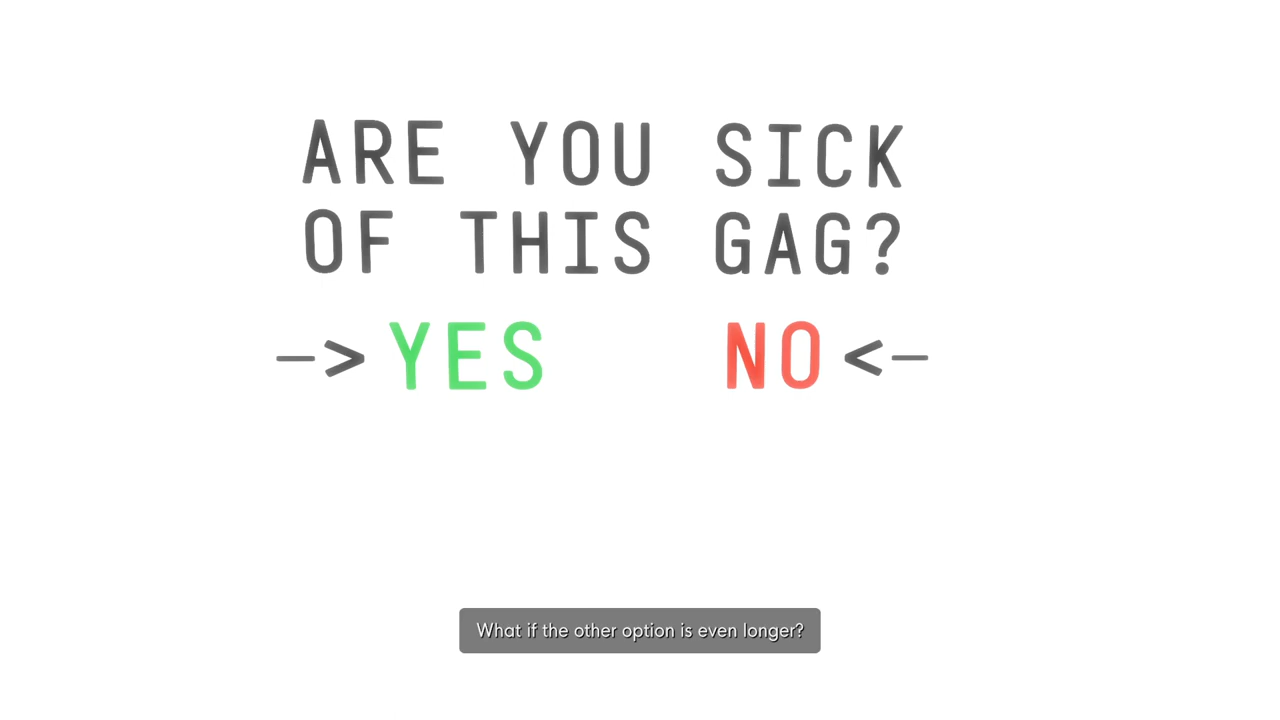 ARE YOU SICK
OF THIS GAG?
—> YES NO <—
What if the other option is even longer?